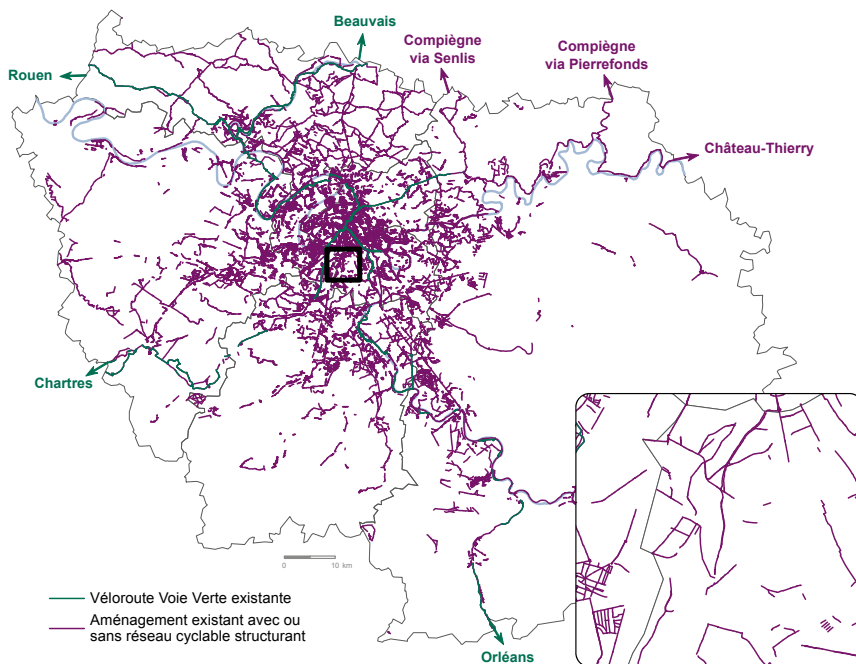 Beauvais
Compiègne
via Senlis
Compiègne
via Pierrefonds
Rouen
Château-Thierry
Chartres
0 10 km
Véloroute Voie Verte existante
Aménagement existant avec ou
sans réseau cyclable structurant
Orléans